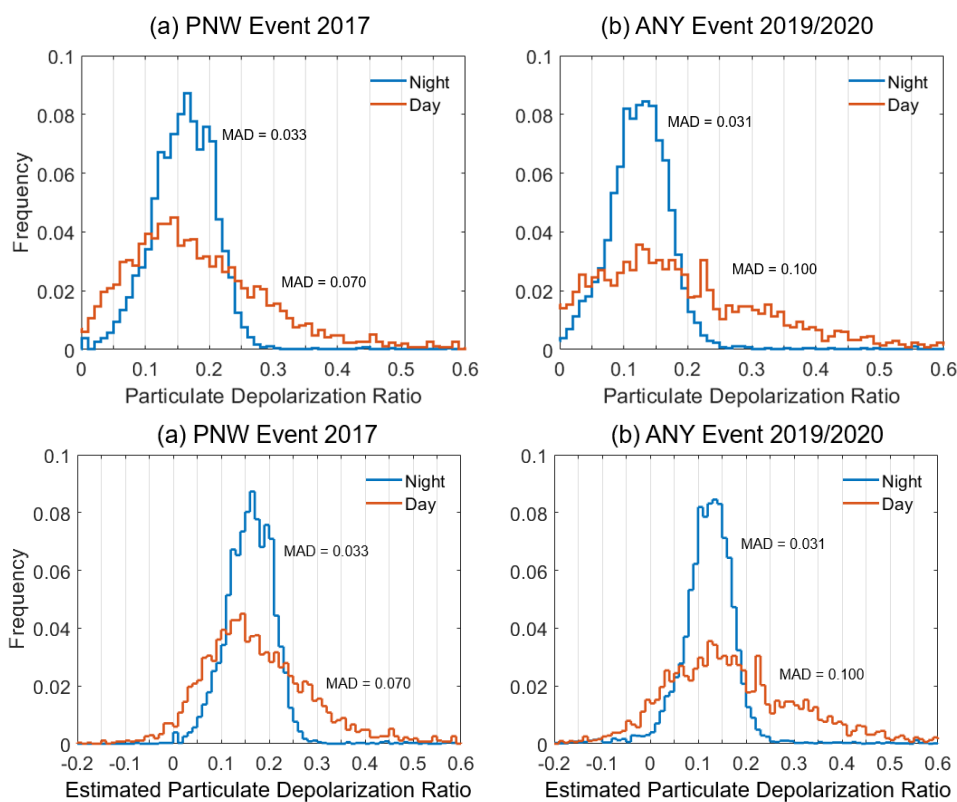 (a) PNW Event 2017
0.1
0.08
0.06
0.04
0.02
0
Frequency
Night
Day
MAD = 0.033
MAD = 0.070
0 0.1 0.2 0.3 0.4 0.5 0.6
Particulate Depolarization Ratio
(b) ANY Event 2019/2020
0.1
0.08
0.06
0.04
0.02
0
Night
Day
MAD = 0.031
MAD = 0.100
0 0.1 0.2 0.3 0.4 0.5 0.6
Particulate Depolarization Ratio
(a) PNW Event 2017
0.1
0.08
0.06
0.04
0.02
0
Frequency
Night
Day
MAD = 0.033
MAD = 0.070
-0.2 -0.1 0 0.1 0.2 0.3 0.4 0.5 0.6
Estimated Particulate Depolarization Ratio
(b) ANY Event 2019/2020
0.1
0.08
0.06
0.04
0.02
0
Night
Day
MAD = 0.031
MAD = 0.100
-0.2 -0.1 0 0.1 0.2 0.3 0.4 0.5 0.6
Estimated Particulate Depolarization Ratio